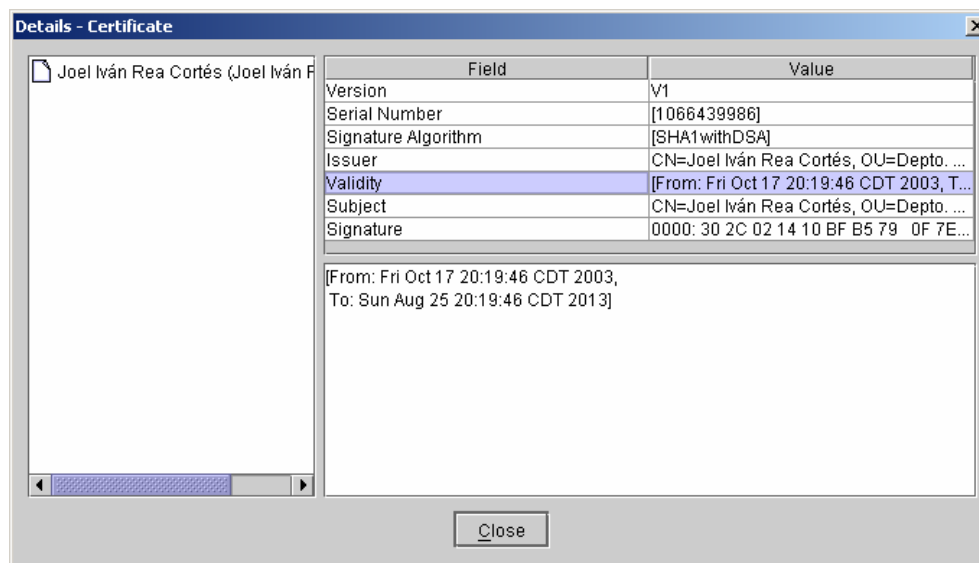 Details - Certificate
Joel Iván Rea Cortés (Joel Iván
Field Value
Version V1
Serial Number [1066439986]
Signature Algorithm [SHA1withDSA]
Issuer CN=Joel Iván Rea Cortés, OU=Depto. ...
Validity [From: Fri Oct 17 20:19:46 CDT 2003, T...
Subject CN=Joel Iván Rea Cortés, OU=Depto. ...
Signature 0000: 30 2C 02 14 10 BF B5 79 0F 7E...
[From: Fri Oct 17 20:19:46 CDT 2003,
To: Sun Aug 25 20:19:46 CDT 2013]
Close